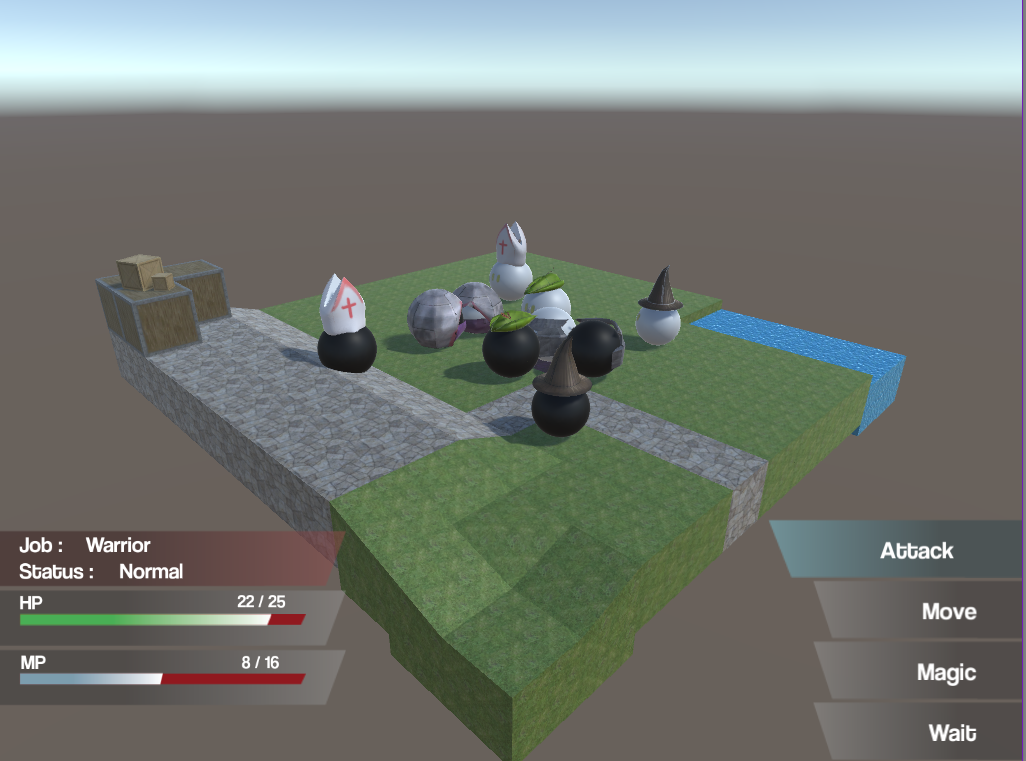 Job :  Warrior
Status :  Normal
HP  22 / 25
MP  8 / 16
Attack
Move
Magic
Wait